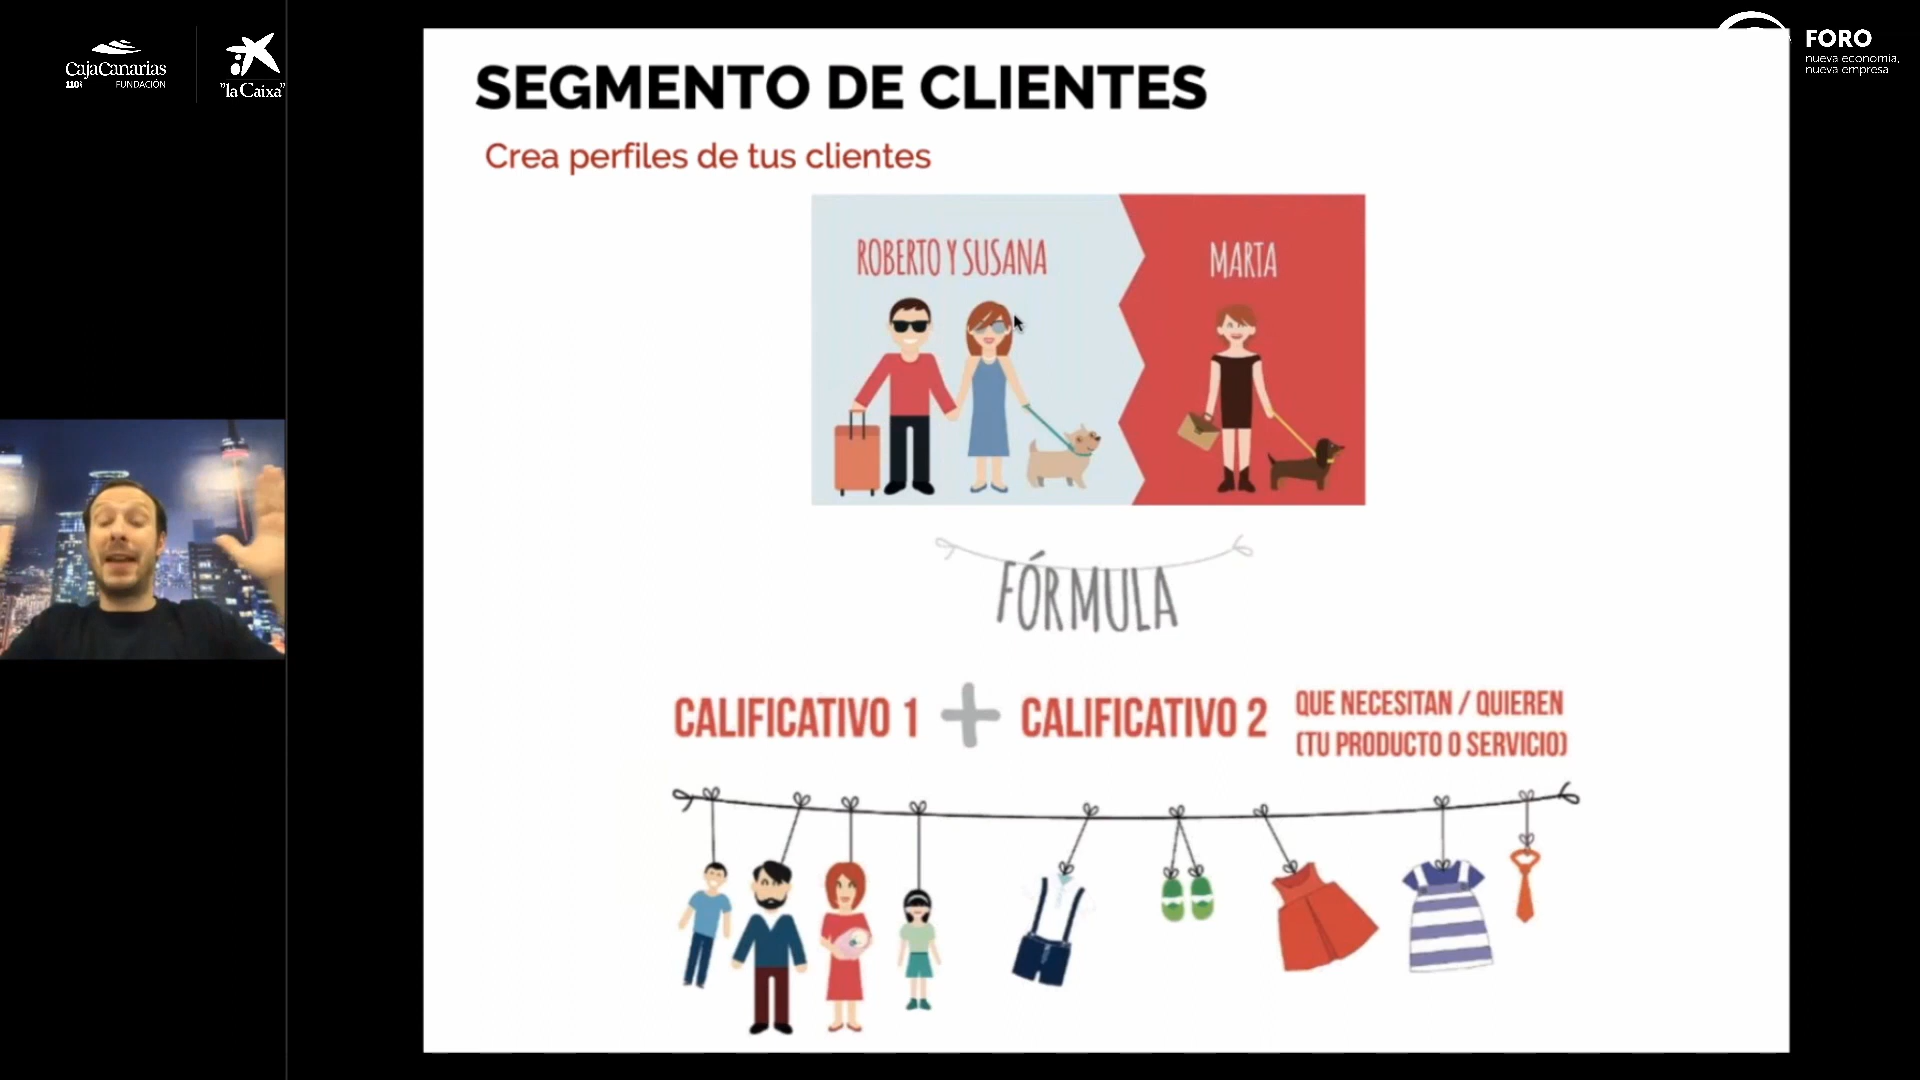 CajaCanarias
FUNDACIÓN
"la Caixa"
FORO
nueva economía,
nueva empresa
SEGMENTO DE CLIENTES
Crea perfiles de tus clientes
ROBERTO Y SUSANA
MARTA
FÓRMULA
CALIFICATIVO 1 + CALIFICATIVO 2
QUE NECESITAN / QUIEREN
(TU PRODUCTO O SERVICIO)